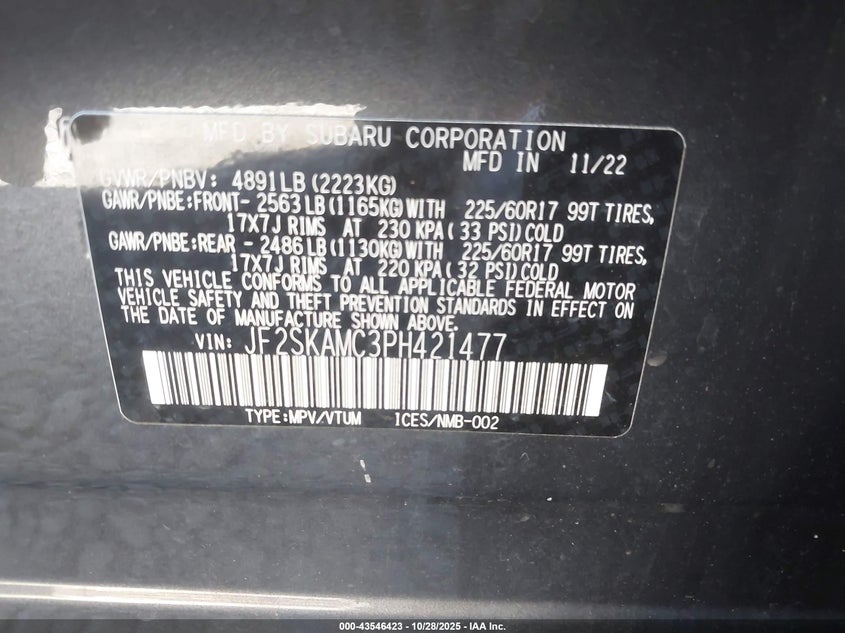 MFD BY SUBARU CORPORATION
MFD IN 11/22
GVWR/PNBV: 4891LB(2223KG)
GAWR/PNBE:FRONT- 2563LB(1165KG)WITH 225/60R17 99T TIRES,
17X7J RIMS AT 230 KPA( 33 PSI)COLD
GAWR/PNBE:REAR - 2486LB(1130KG)WITH 225/60R17 99T TIRES,
17X7J RIMS AT 220 KPA( 32 PSI)COLD
THIS VEHICLE CONFORMS TO ALL APPLICABLE FEDERAL MOTOR
VEHICLE SAFETY AND THEFT PREVENTION STANDARDS IN EFFECT ON
THE DATE OF MANUFACTURE SHOWN ABOVE.
VIN: JF2SKAMC3PH421477
TYPE:MPV/VTUM ICES/NMB-002
000-43546423 - 10/28/2025 - IAA Inc.